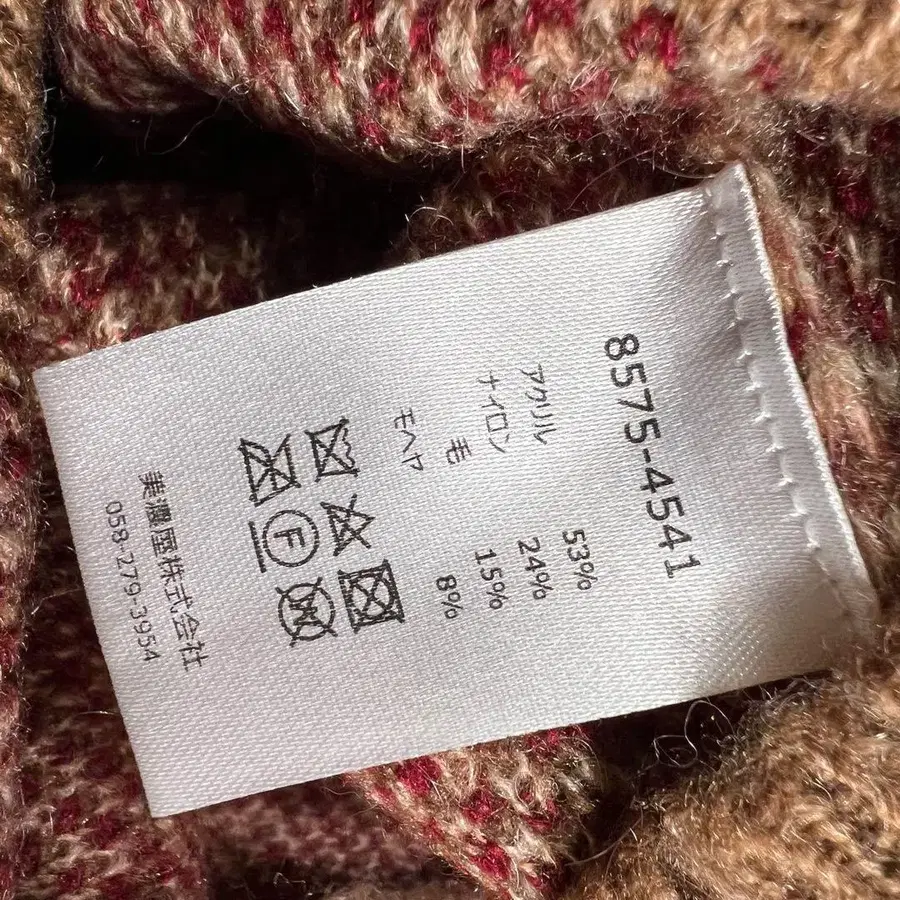 8575-4541
アクリル 53%
ナイロン 24%
毛 15%
モヘヤ 8%
F
W
美濃屋株式会社
058-279-3954